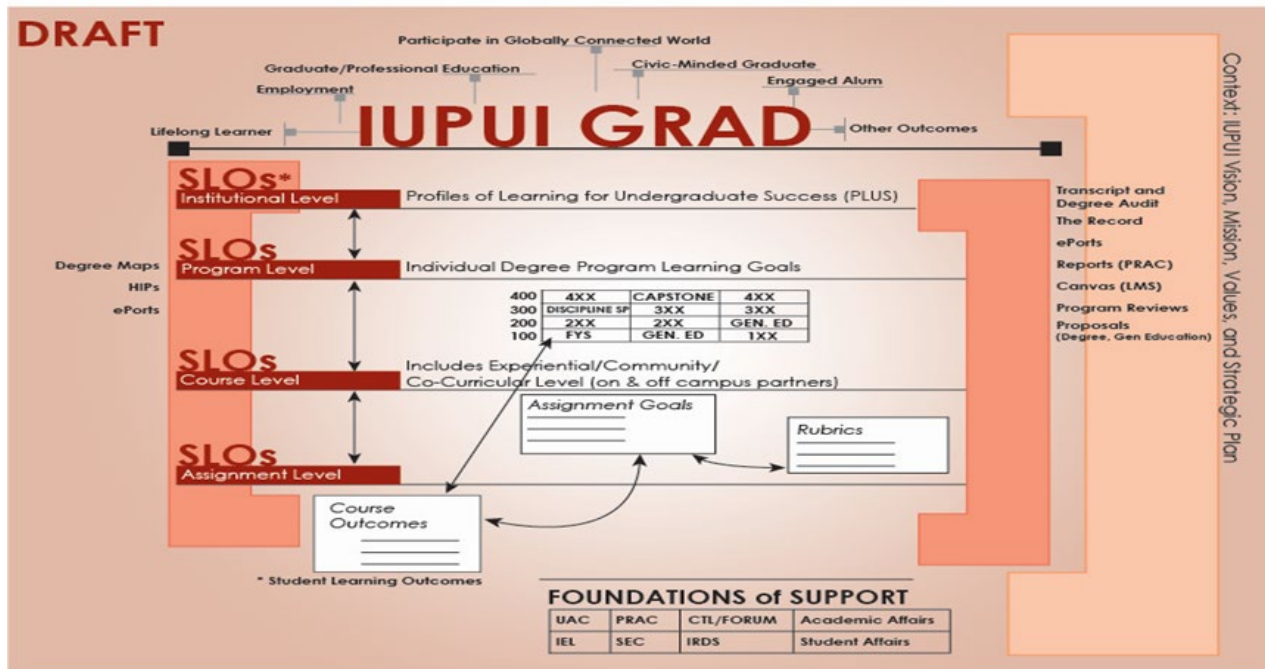 DRAFT
Participate in Globally Connected World
Graduate/Professional Education
Civic-Minded Graduate
Employment
Engaged Alum
Lifelong Learner
IUPUI GRAD
Other Outcomes
SLOs*
Institutional Level
Profiles of Learning for Undergraduate Success (PLUS)
SLOs
Program Level
Individual Degree Program Learning Goals
Degree Maps
HIPs
ePorts
400 4XX CAPSTONE 4XX
300 DISCIPLINE SP 3XX 3XX
200 2XX 2XX GEN. ED
100 FYS GEN. ED 1XX
SLOs
Course Level
Includes Experiential/Community/
Co-Curricular Level (on & off campus partners)
Assignment Goals
Rubrics
SLOs
Assignment Level
Course
Outcomes
* Student Learning Outcomes
Transcript and
Degree Audit
The Record
ePorts
Reports (PRAC)
Canvas (LMS)
Program Reviews
Proposals
(Degree, Gen Education)
Context: IUPUI Vision, Mission, Values, and Strategic Plan
FOUNDATIONS of SUPPORT
UAC PRAC CTL/FORUM Academic Affairs
IEL SEC IRDS Student Affairs